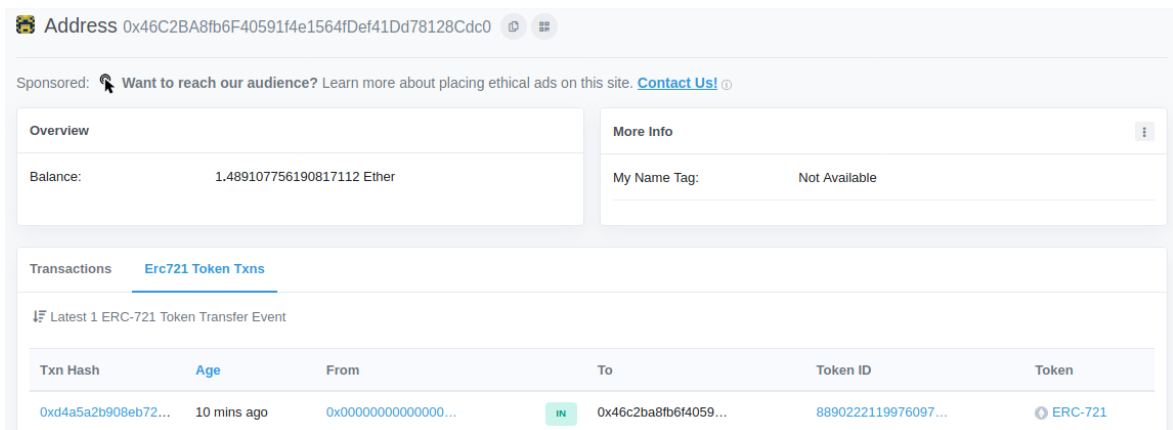 Address 0x46C2BA8fb6F40591f4e1564fDef41Dd78128Cdc0
Sponsored: Want to reach our audience? Learn more about placing ethical ads on this site. Contact Us!
Overview
Balance: 1.489107756190817112 Ether
More Info
My Name Tag: Not Available
Transactions Erc721 Token Txns
Latest 1 ERC-721 Token Transfer Event
Txn Hash Age From To Token ID Token
0xd4a5a2b908eb72... 10 mins ago 0x00000000000000... IN 0x46c2ba8fb6f4059... 8890222119976097... ERC-721